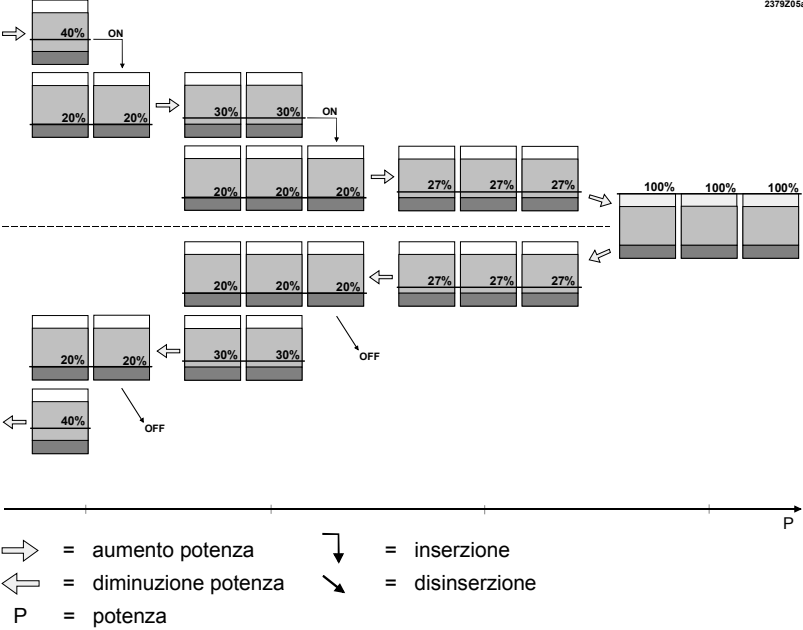 2379Z05a
40% ON
20% 20% 30% 30% ON
20% 20% 20% 27% 27% 27% 100% 100% 100%
20% 20% 20% 27% 27% 27%
20% 20% 30% 30% OFF
40% OFF
P
= aumento potenza = inserzione
= diminuzione potenza = disinserzione
P = potenza